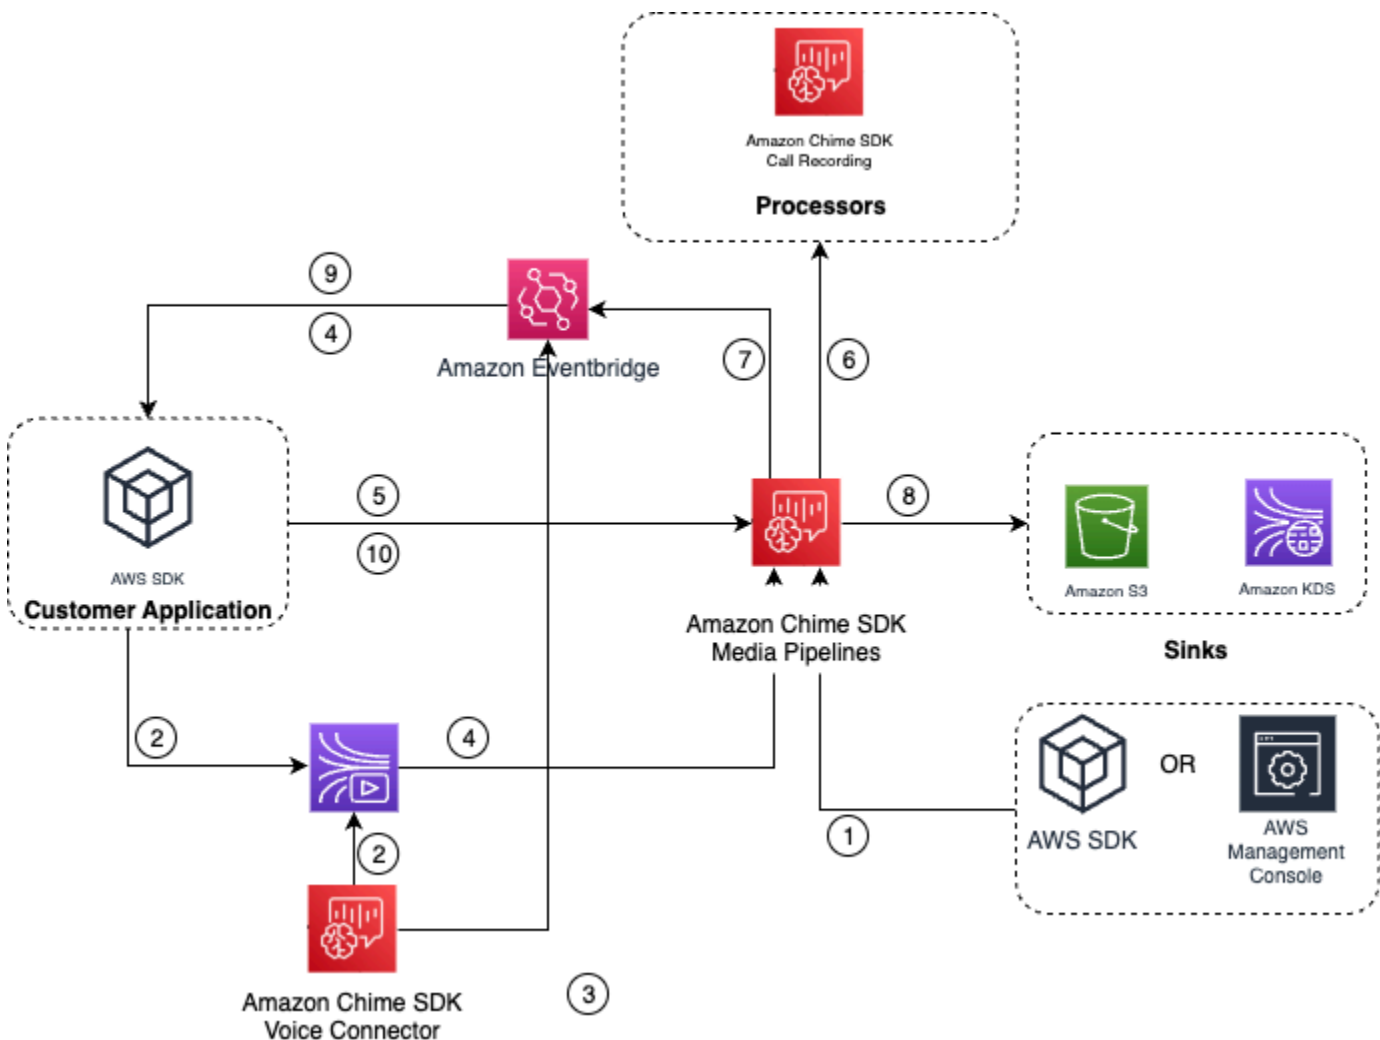 Amazon Chime SDK
Call Recording
Processors
9
4
Amazon Eventbridge
7
6
AWS SDK
Customer Application
5
10
8
Amazon S3
Amazon KDS
Sinks
Amazon Chime SDK
Media Pipelines
2
4
2
1
AWS SDK
OR
AWS
Management
Console
3
Amazon Chime SDK
Voice Connector